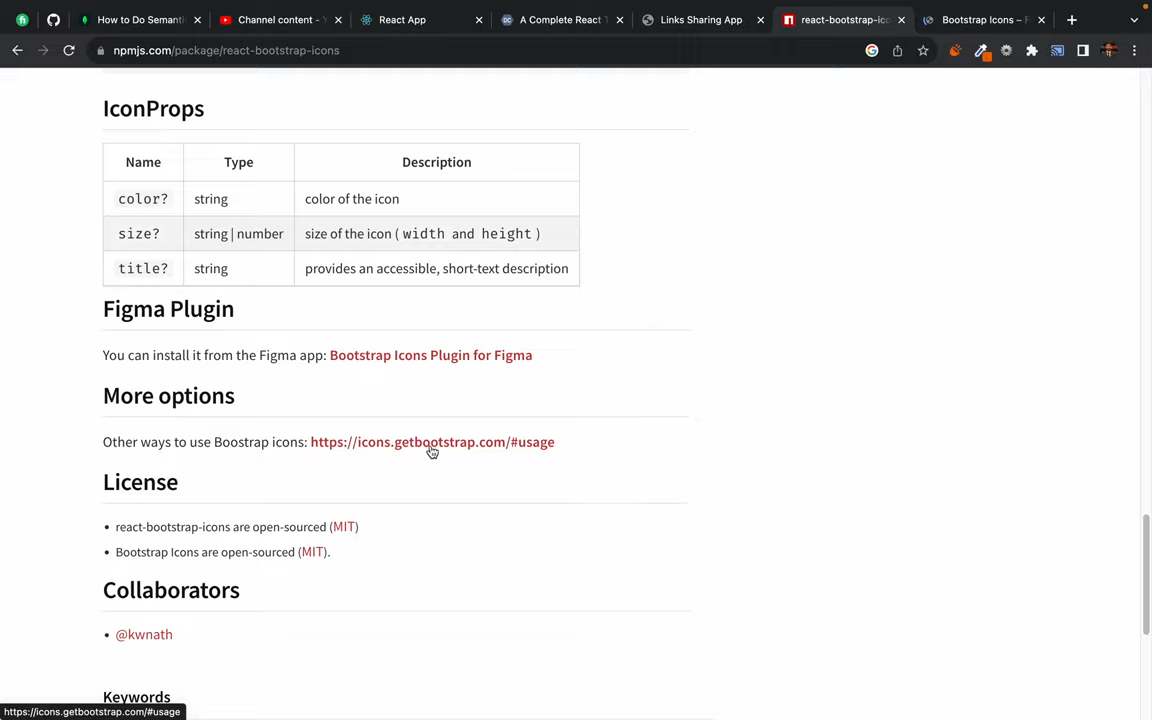 How to Do Semanti
Channel content - Y
React App
A Complete React T
Links Sharing App
react-bootstrap-ico
Bootstrap Icons – F
npmjs.com/package/react-bootstrap-icons
IconProps
Name Type Description
color? string color of the icon
size? string | number size of the icon ( width and height )
title? string provides an accessible, short-text description
Figma Plugin
You can install it from the Figma app: Bootstrap Icons Plugin for Figma
More options
Other ways to use Boostrap icons: https://icons.getbootstrap.com/#usage
License
• react-bootstrap-icons are open-sourced (MIT)
• Bootstrap Icons are open-sourced (MIT).
Collaborators
• @kwnath
Keywords
https://icons.getbootstrap.com/#usage